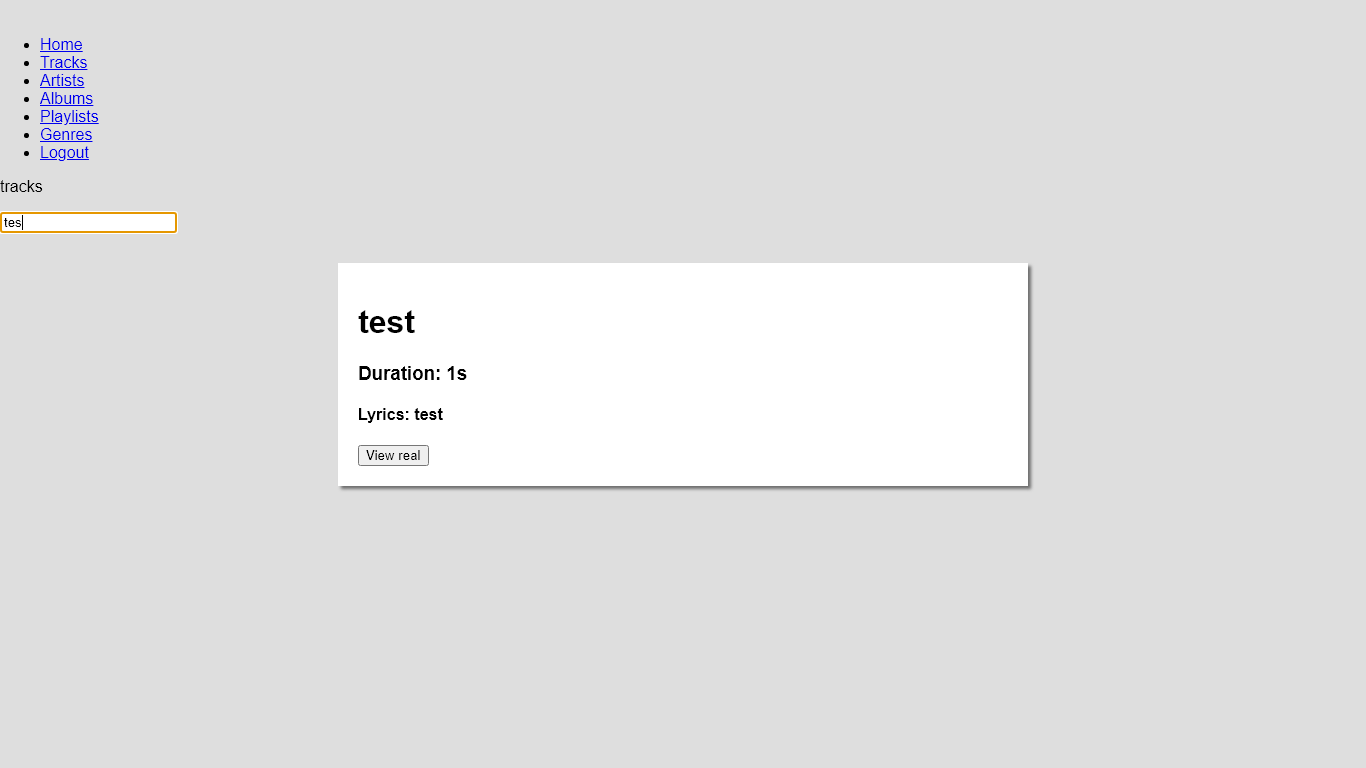 Home
Tracks
Artists
Albums
Playlists
Genres
Logout
tracks
tes
test
Duration: 1s
Lyrics: test
View real